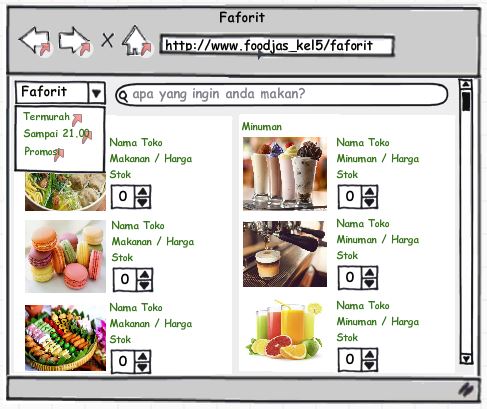 Faforit
http://www.foodjas_kel5/faforit
Faforit
apa yang ingin anda makan?
Termurah
Sampai 21,00
Promosi
Nama Toko
Makanan / Harga
Stok
0
Nama Toko
Makanan / Harga
Stok
0
Nama Toko
Makanan / Harga
Stok
0
Minuman
Nama Toko
Minuman / Harga
Stok
0
Nama Toko
Minuman / Harga
Stok
0
Nama Toko
Minuman / Harga
Stok
0